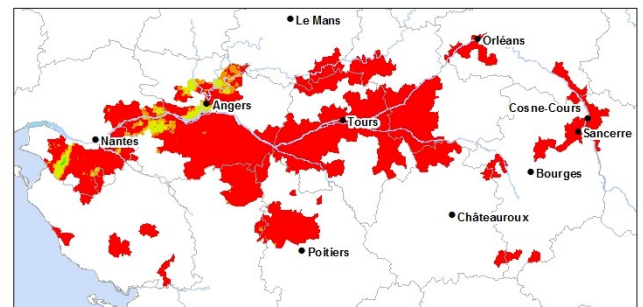 Le Mans
Orléans
Angers
Cosne-Cours
Tours
Sancerre
Nantes
Bourges
Châteauroux
Poitiers